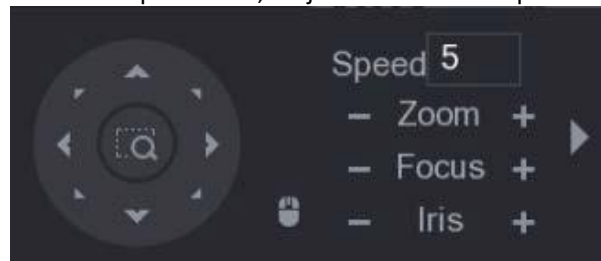 Speed 5
− Zoom +
− Focus +
− Iris +